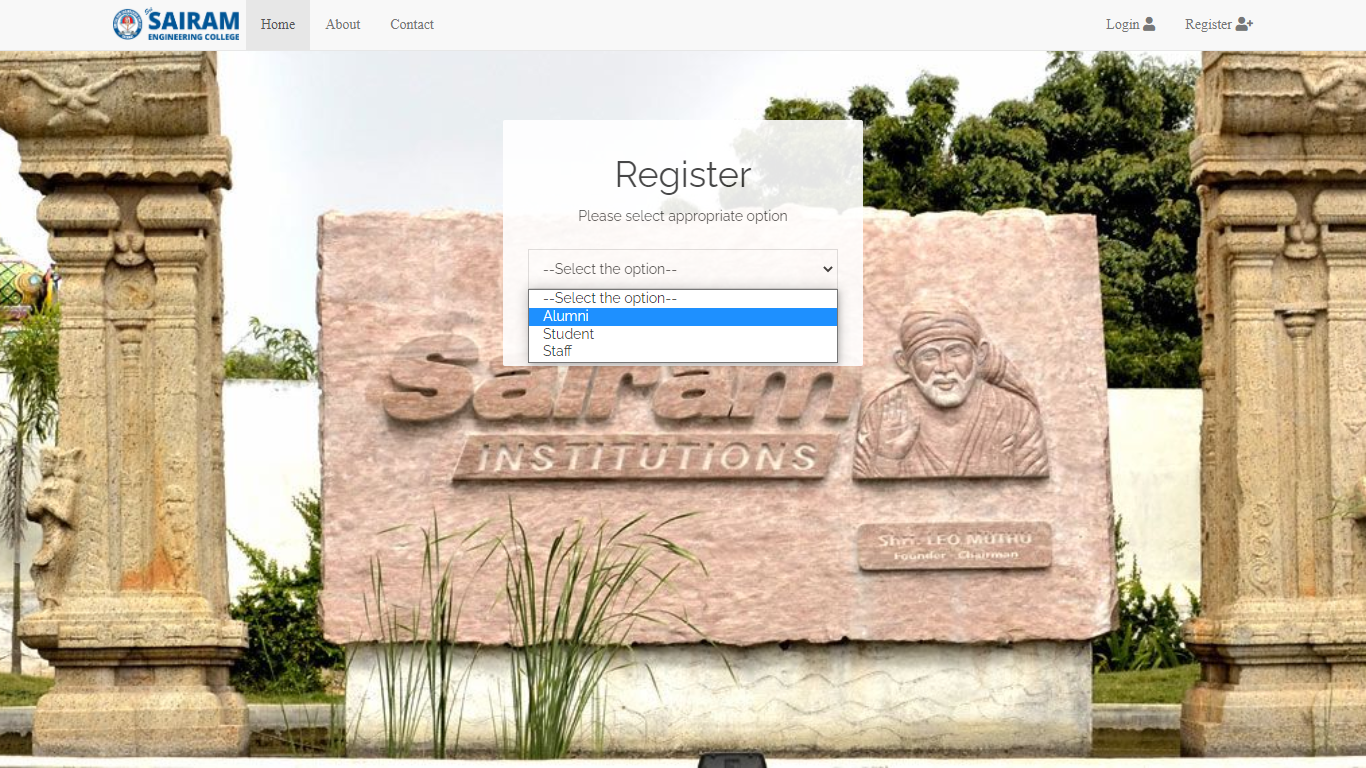 SAIRAM
ENGINEERING COLLEGE
Home
About
Contact
Login
Register
Register
Please select appropriate option
--Select the option--
--Select the option--
Alumni
Student
Staff
Sairam
INSTITUTIONS
Shri. LEO MUTHU
Founder - Chairman